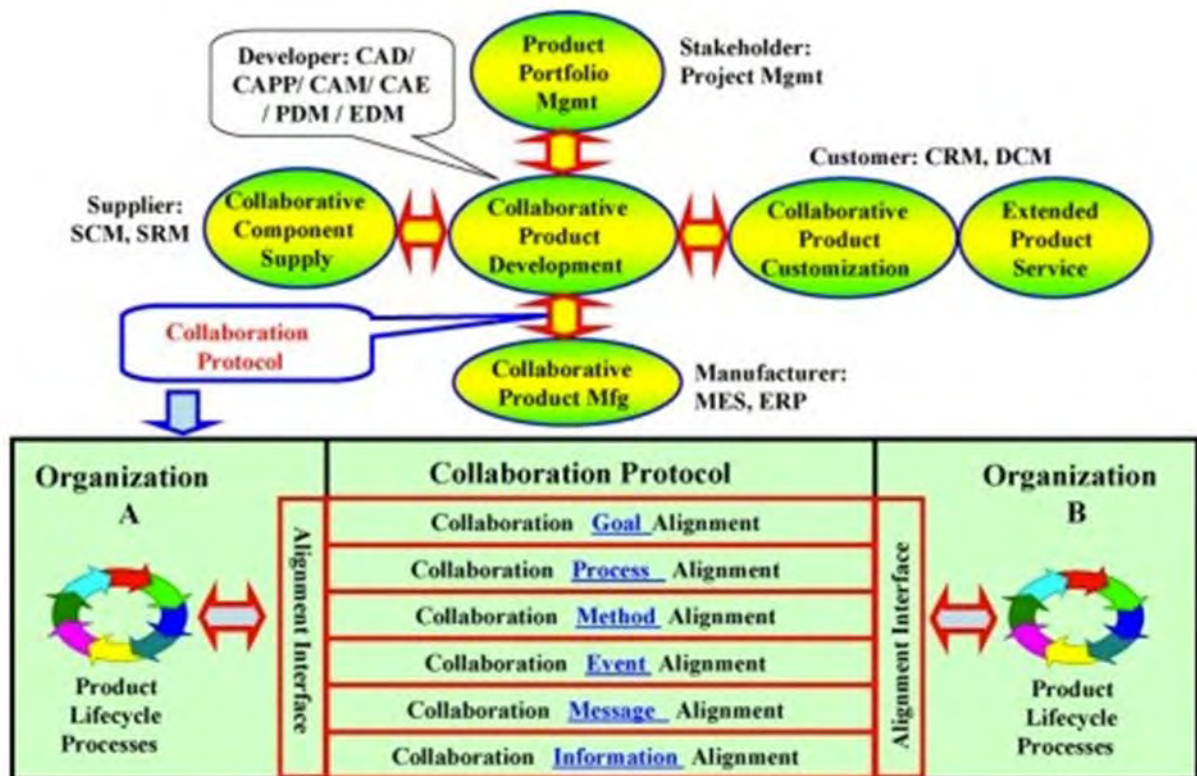 Developer: CAD/
CAPP/ CAM/ CAE
/ PDM / EDM
Product
Portfolio
Mgmt
Stakeholder:
Project Mgmt
Customer: CRM, DCM
Supplier:
SCM, SRM
Collaborative
Component
Supply
Collaborative
Product
Development
Collaborative
Product
Customization
Extended
Product
Service
Collaboration
Protocol
Collaborative
Product Mfg
Manufacturer:
MES, ERP
Organization
A
Product
Lifecycle
Processes
Alignment Interface
Collaboration Protocol
Collaboration Goal Alignment
Collaboration Process Alignment
Collaboration Method Alignment
Collaboration Event Alignment
Collaboration Message Alignment
Collaboration Information Alignment
Alignment Interface
Organization
B
Product
Lifecycle
Processes